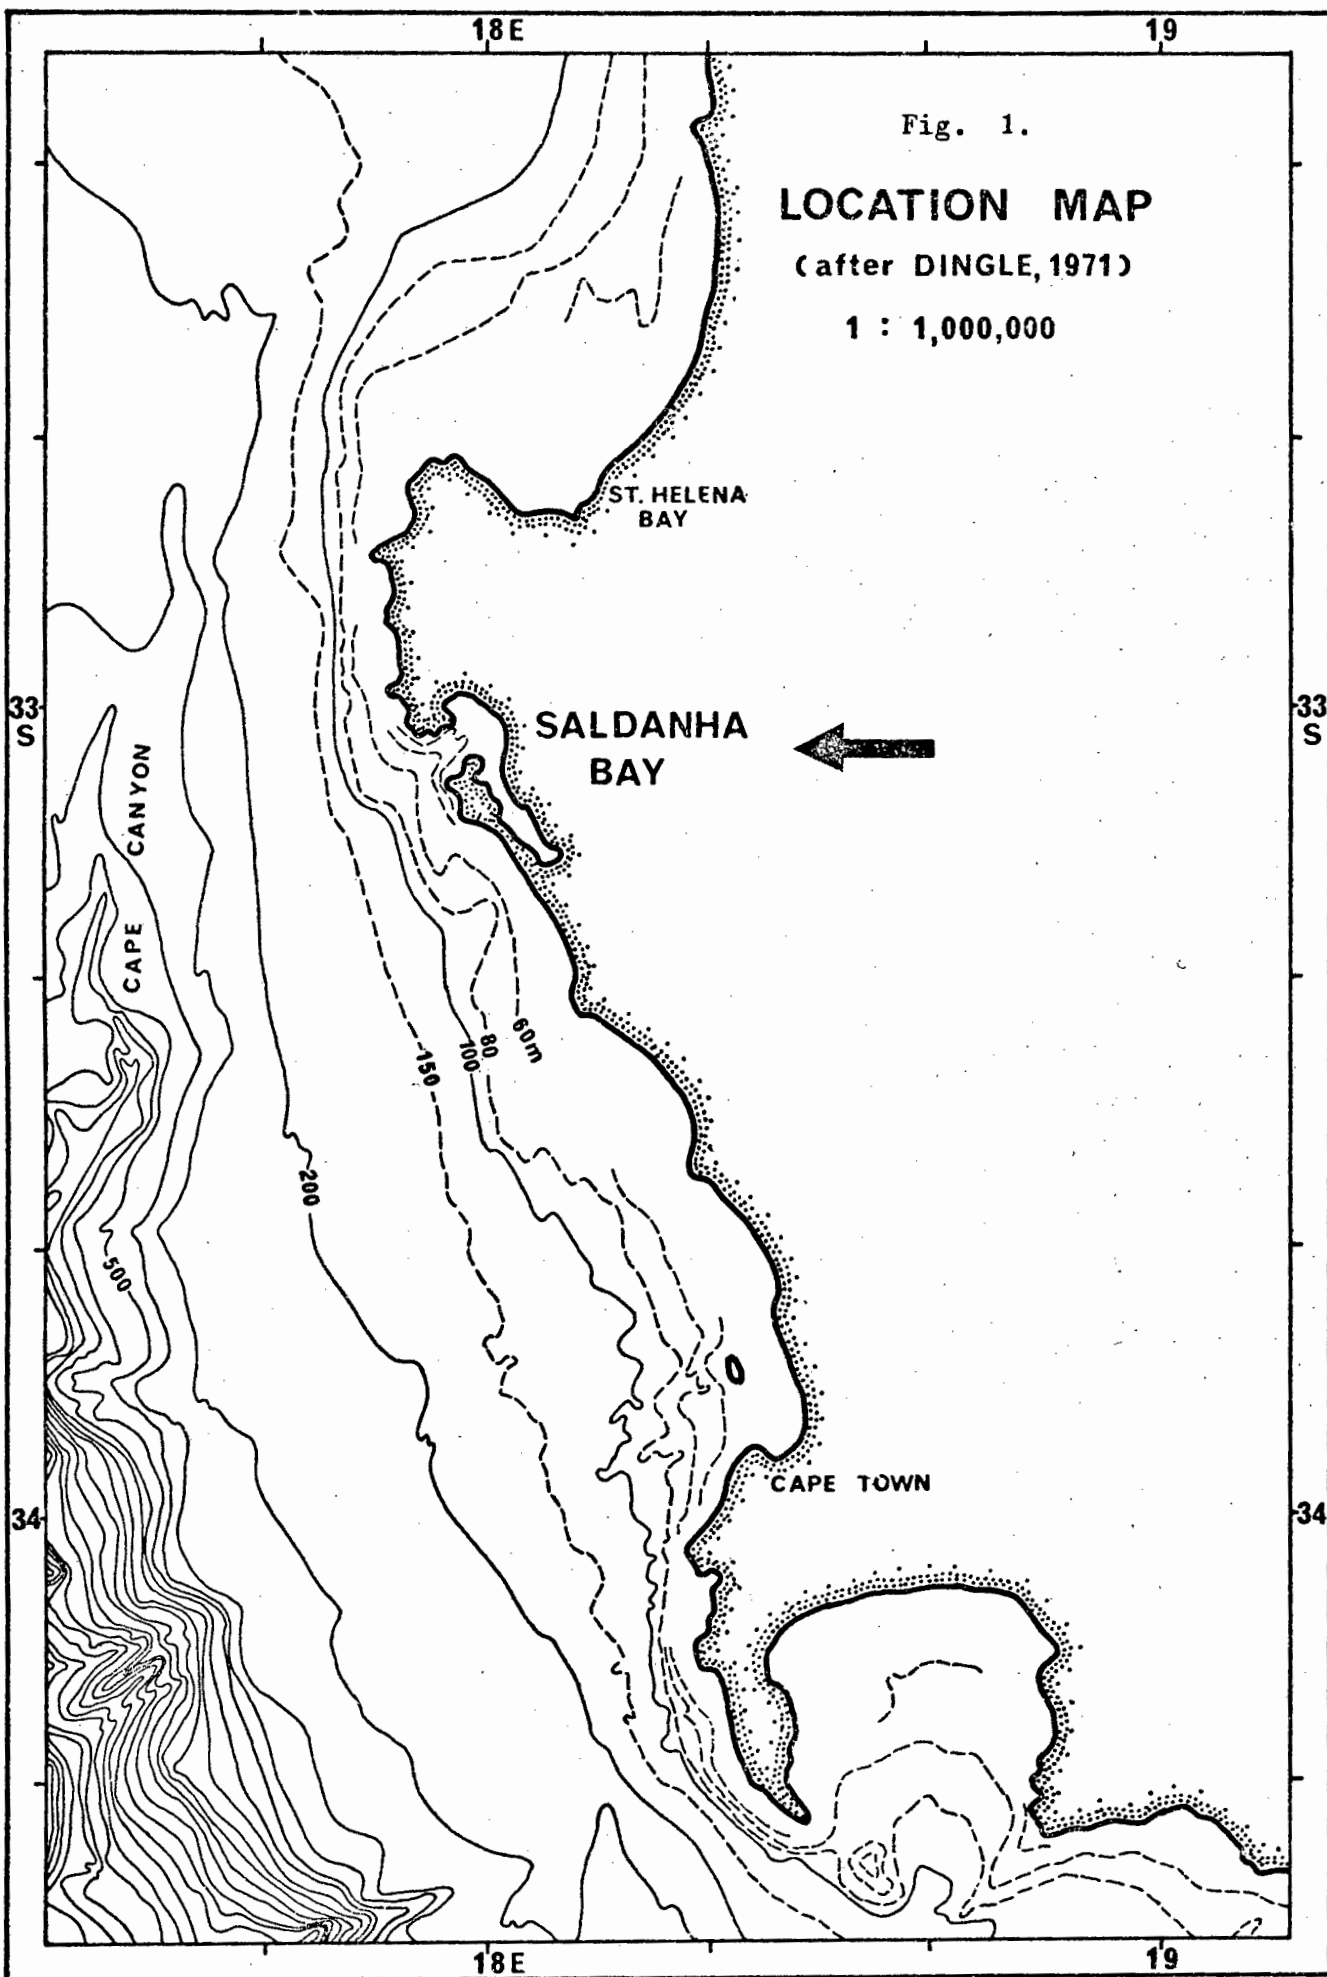 18E
19
Fig. 1.
LOCATION MAP
(after DINGLE, 1971)
1 : 1,000,000
ST. HELENA
BAY
33
S
33
S
SALDANHA
BAY
CAPE CANYON
60m
80
100
150
200
500
CAPE TOWN
34
34
18E
19